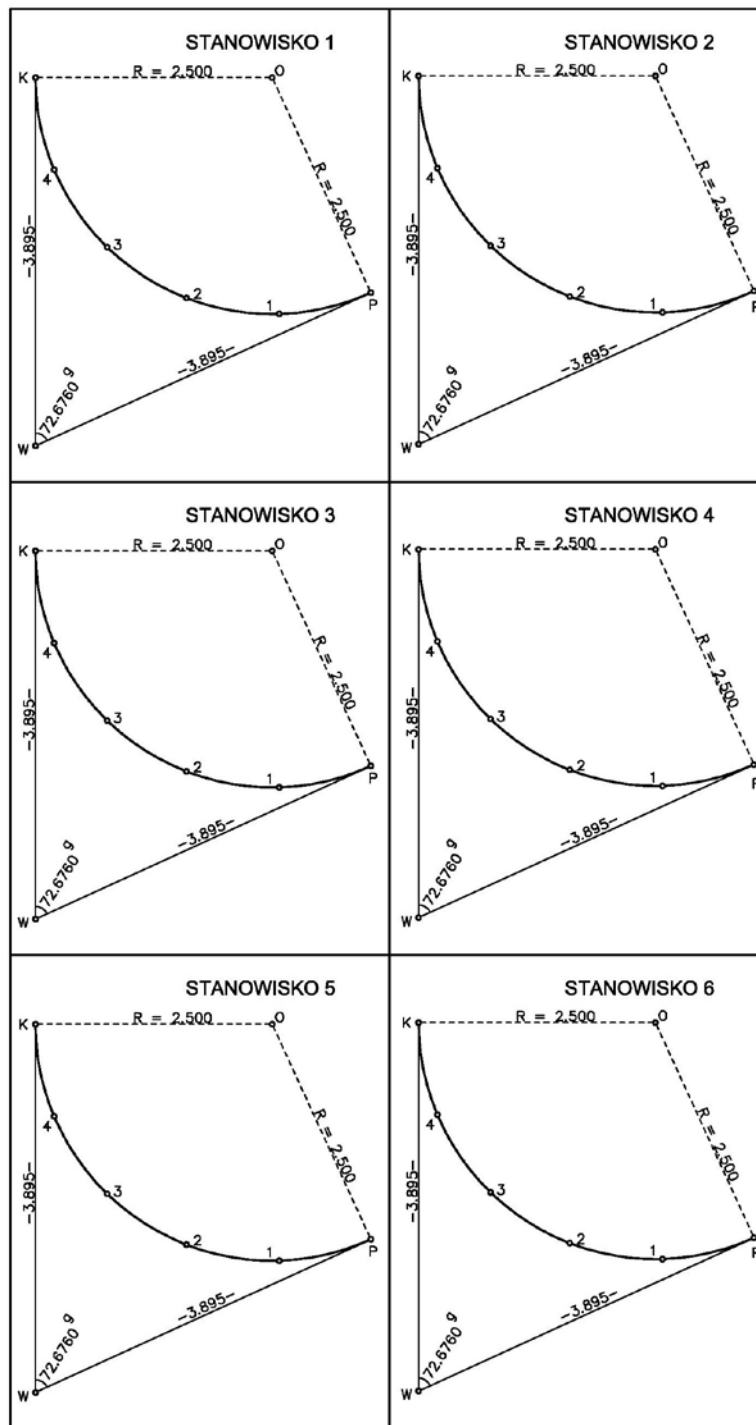 STANOWISKO 1
K R = 2.500 O
4
-3.895-
R = 2.500
3
2
1
P
-3.895-
72.6760 g
W
STANOWISKO 2
K R = 2.500 O
4
-3.895-
R = 2.500
3
2
1
P
-3.895-
72.6760 g
W
STANOWISKO 3
K R = 2.500 O
4
-3.895-
R = 2.500
3
2
1
P
-3.895-
72.6760 g
W
STANOWISKO 4
K R = 2.500 O
4
-3.895-
R = 2.500
3
2
1
P
-3.895-
72.6760 g
W
STANOWISKO 5
K R = 2.500 O
4
-3.895-
R = 2.500
3
2
1
P
-3.895-
72.6760 g
W
STANOWISKO 6
K R = 2.500 O
4
-3.895-
R = 2.500
3
2
1
P
-3.895-
72.6760 g
W